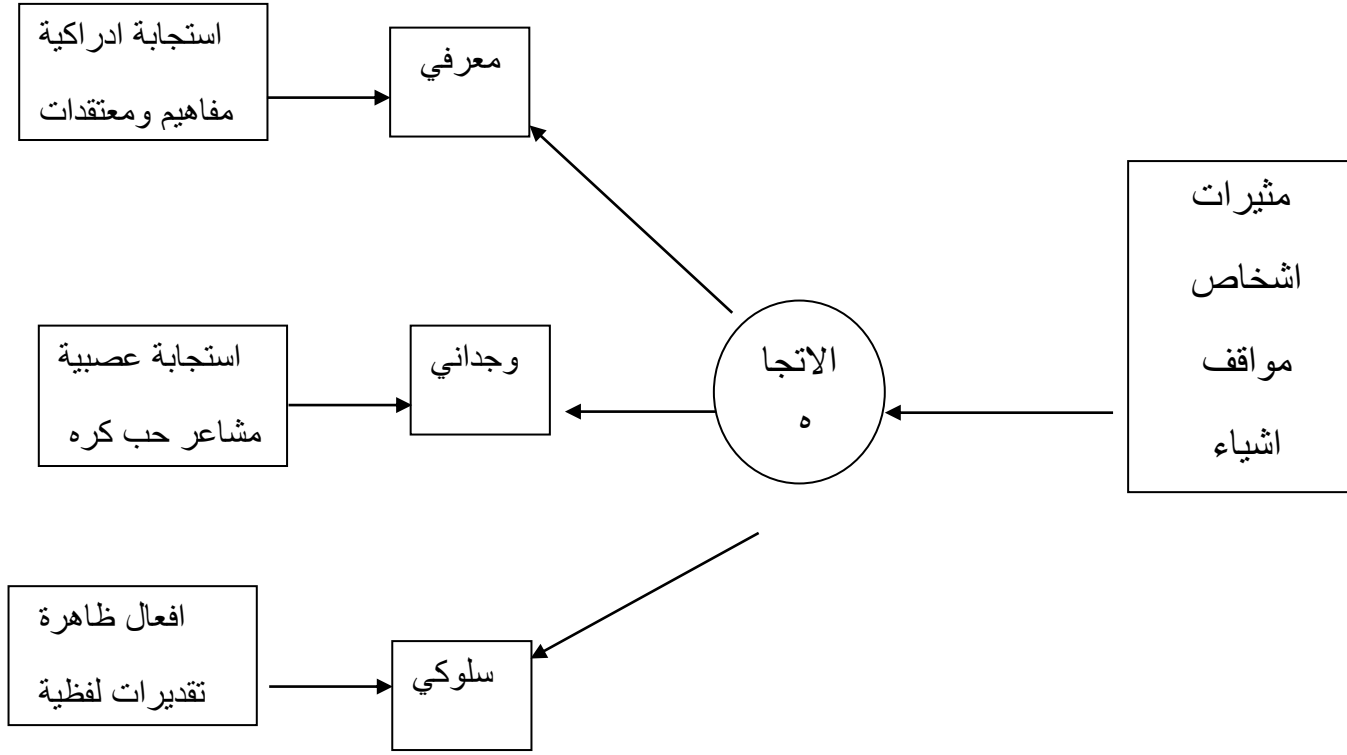 مثيرات
اشخاص
مواقف
اشياء
الاتجا
ه
معرفي
استجابة ادراكية
مفاهيم ومعتقدات
وجداني
استجابة عصبية
مشاعر حب كره
سلوكي
افعال ظاهرة
تقديرات لفظية